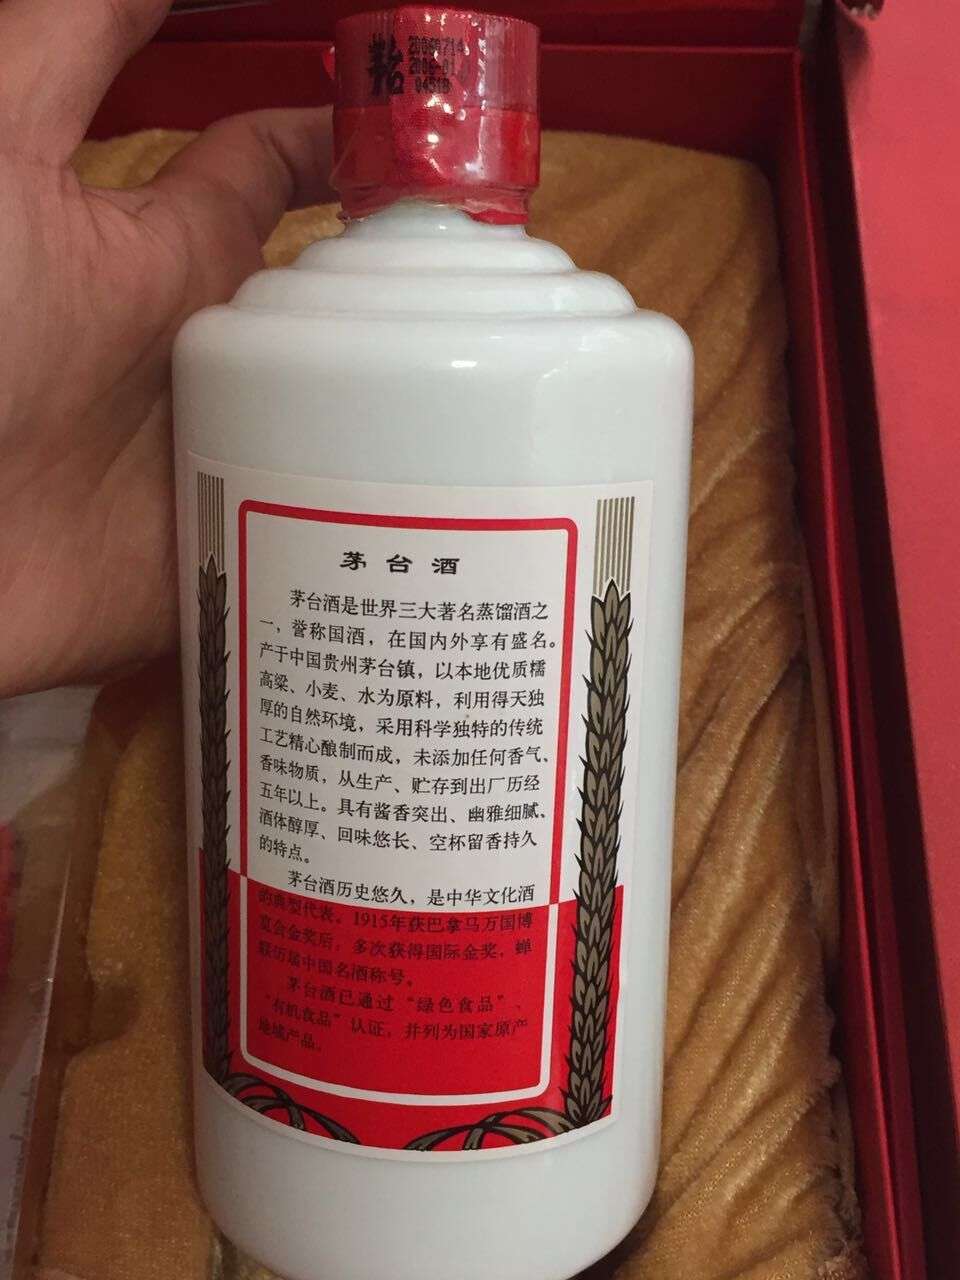 茅台
04518
茅台酒
茅台酒是世界三大著名蒸馏酒之
一，誉称国酒，在国内外享有盛名。
产于中国贵州茅台镇，以本地优质糯
高粱、小麦、水为原料，利用得天独
厚的自然环境，采用科学独特的传统
工艺精心酿制而成，未添加任何香气、
香味物质，从生产、贮存到出厂历经
五年以上。具有酱香突出、幽雅细腻、
酒体醇厚、回味悠长、空杯留香持久
的特点。
茅台酒历史悠久，是中华文化酒
的典型代表。1915年获巴拿马万国博
览会金奖后，多次获得国际金奖，蝉
联历届中国名酒称号。
茅台酒已通过“绿色食品”、
“有机食品”认证，并列为国家原产
地域产品。